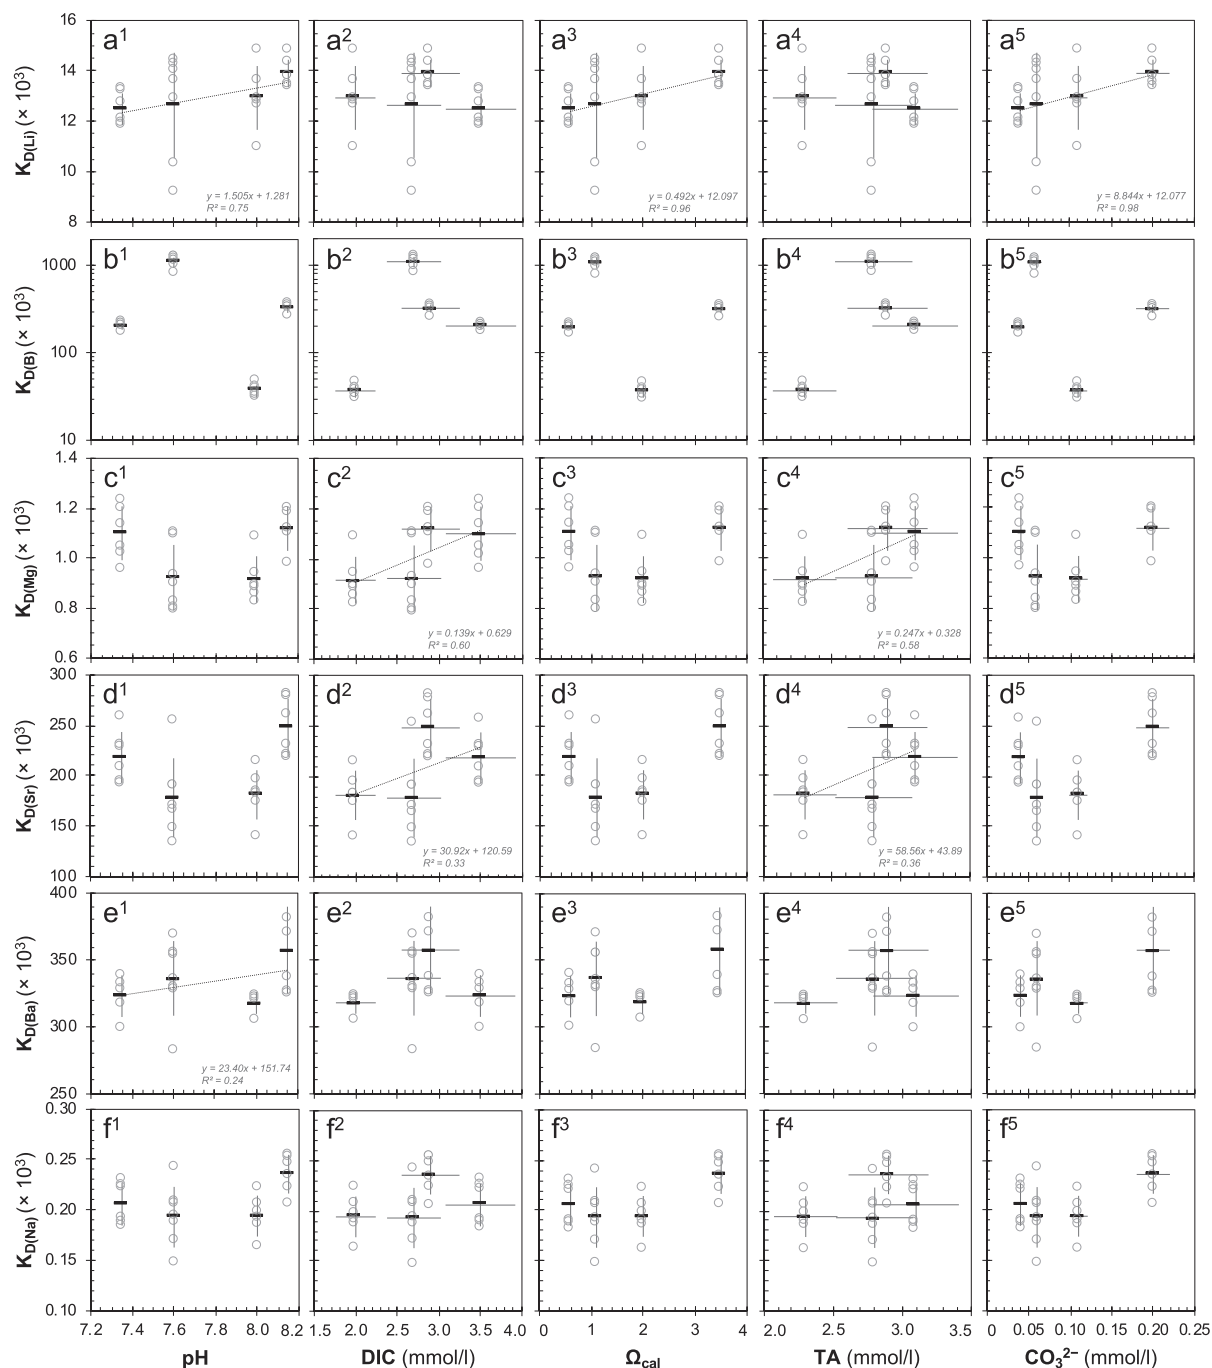 a¹ a² a³ a⁴ a⁵
16
14
12
10
8
K_D(Li) (× 10³)
y = 1.505x + 1.281
R² = 0.75
y = 0.492x + 12.097
R² = 0.96
y = 8.844x + 12.077
R² = 0.98
b¹ b² b³ b⁴ b⁵
1000
100
10
K_D(B) (× 10³)
c¹ c² c³ c⁴ c⁵
1.4
1.2
1.0
0.8
0.6
K_D(Mg) (× 10³)
y = 0.139x + 0.629
R² = 0.60
y = 0.247x + 0.328
R² = 0.58
d¹ d² d³ d⁴ d⁵
300
250
200
150
100
K_D(Sr) (× 10³)
y = 30.92x + 120.59
R² = 0.33
y = 58.56x + 43.89
R² = 0.36
e¹ e² e³ e⁴ e⁵
400
350
300
250
K_D(Ba) (× 10³)
y = 23.40x + 151.74
R² = 0.24
f¹ f² f³ f⁴ f⁵
0.30
0.25
0.20
0.15
0.10
K_D(Na) (× 10³)
7.2 7.4 7.6 7.8 8.0 8.2
1.5 2.0 2.5 3.0 3.5 4.0
0 1 2 3 4
2.0 2.5 3.0 3.5
0 0.05 0.10 0.15 0.20 0.25
pH
DIC (mmol/l)
Ω_cal
TA (mmol/l)
CO₃²⁻ (mmol/l)